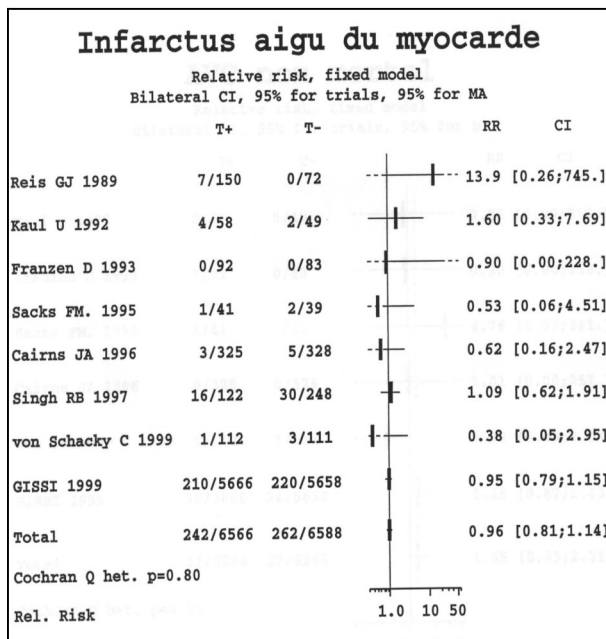 Infarctus aigu du myocarde
Relative risk, fixed model
Bilateral CI, 95% for trials, 95% for MA
T+ T- RR CI
Reis GJ 1989 7/150 0/72 13.9 [0.26;745.]
Kaul U 1992 4/58 2/49 1.60 [0.33;7.69]
Franzen D 1993 0/92 0/83 0.90 [0.00;228.]
Sacks FM. 1995 1/41 2/39 0.53 [0.06;4.51]
Cairns JA 1996 3/325 5/328 0.62 [0.16;2.47]
Singh RB 1997 16/122 30/248 1.09 [0.62;1.91]
von Schacky C 1999 1/112 3/111 0.38 [0.05;2.95]
GISSI 1999 210/5666 220/5658 0.95 [0.79;1.15]
Total 242/6566 262/6588 0.96 [0.81;1.14]
Cochran Q het. p=0.80
Rel. Risk 1.0 10 50